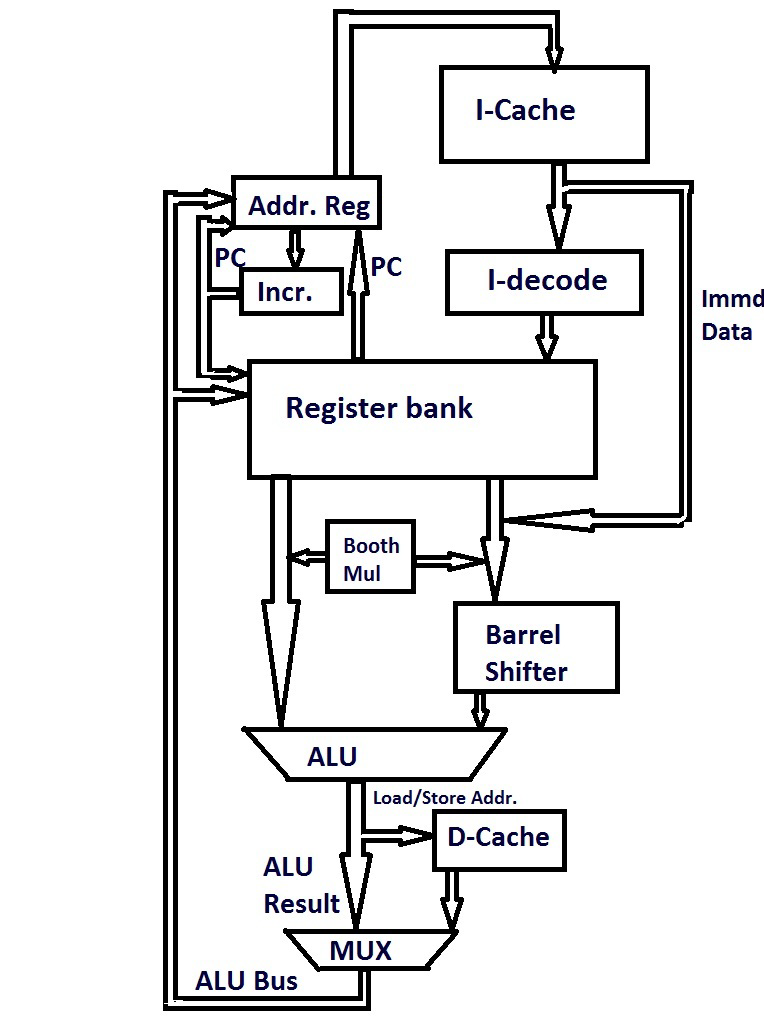 I-Cache
Addr. Reg
PC
PC
Incr.
I-decode
Immd
Data
Register bank
Booth
Mul
Barrel
Shifter
ALU
Load/Store Addr.
D-Cache
ALU
Result
MUX
ALU Bus